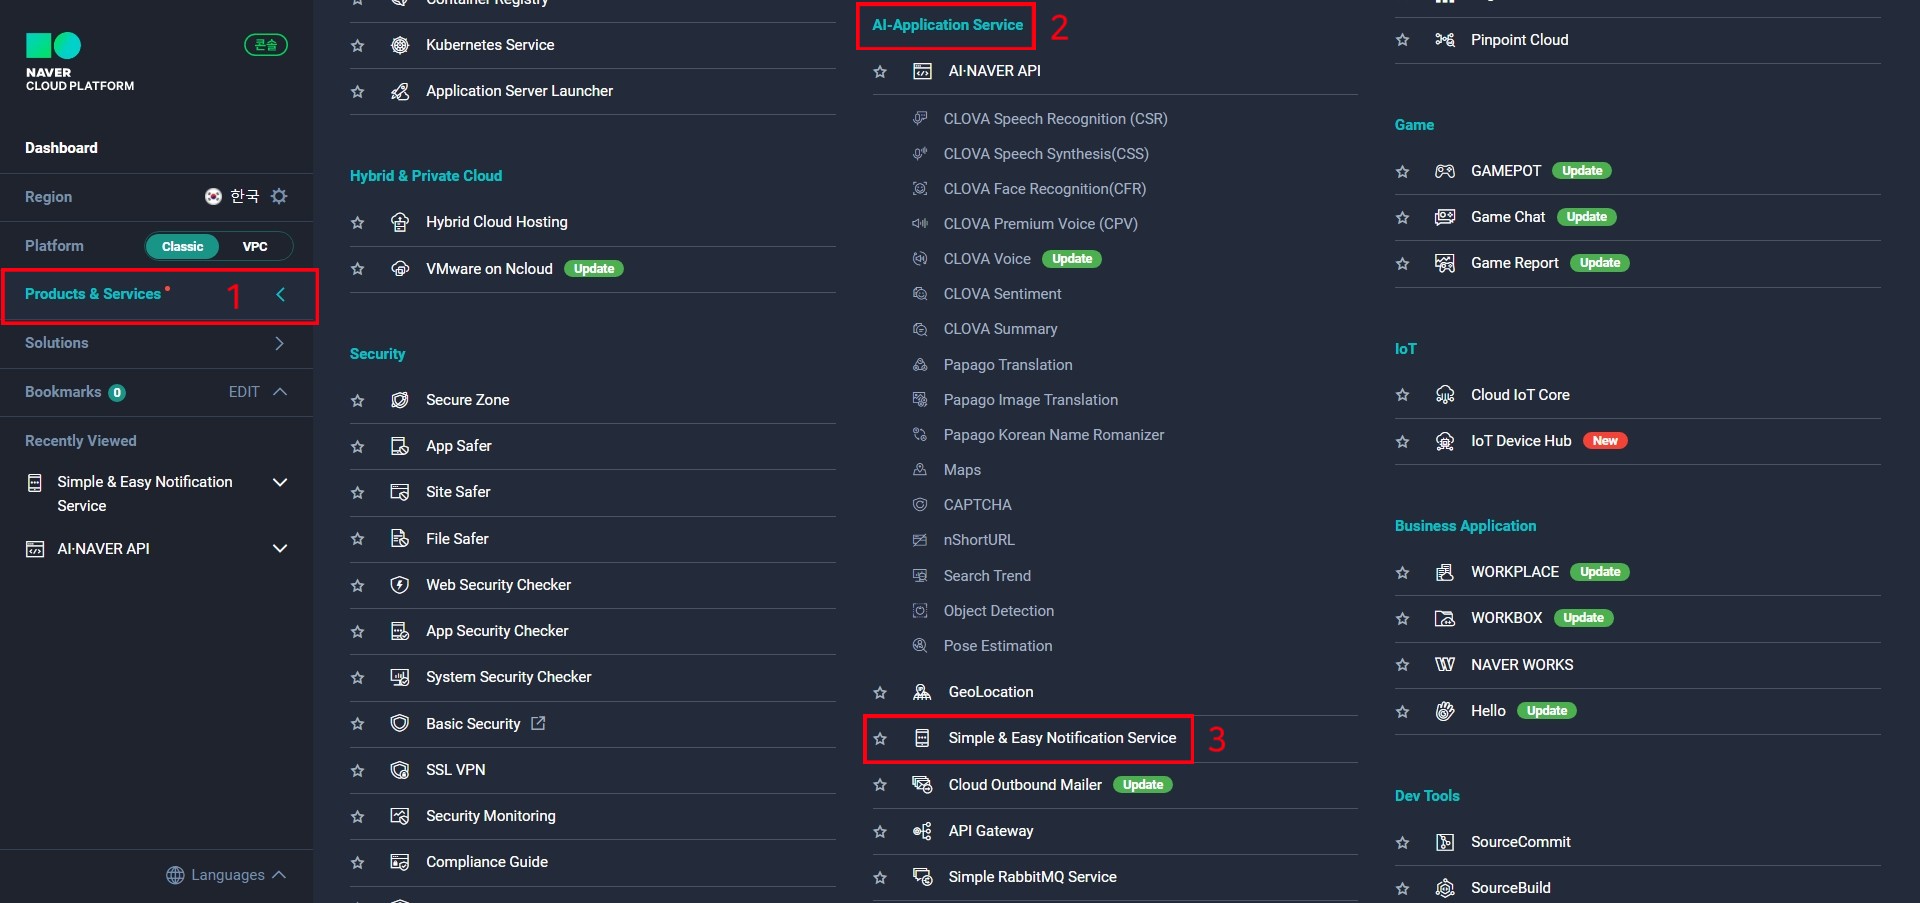 NAVER
CLOUD PLATFORM
콘솔
Dashboard
Region
한국
Platform
Classic
VPC
Products & Services
1
Solutions
Bookmarks
0
EDIT
Recently Viewed
Simple & Easy Notification
Service
AI·NAVER API
Languages
Container Registry
Kubernetes Service
Application Server Launcher
Hybrid & Private Cloud
Hybrid Cloud Hosting
VMware on Ncloud Update
Security
Secure Zone
App Safer
Site Safer
File Safer
Web Security Checker
App Security Checker
System Security Checker
Basic Security
SSL VPN
Security Monitoring
Compliance Guide
AI-Application Service
2
AI·NAVER API
CLOVA Speech Recognition (CSR)
CLOVA Speech Synthesis(CSS)
CLOVA Face Recognition(CFR)
CLOVA Premium Voice (CPV)
CLOVA Voice Update
CLOVA Sentiment
CLOVA Summary
Papago Translation
Papago Image Translation
Papago Korean Name Romanizer
Maps
CAPTCHA
nShortURL
Search Trend
Object Detection
Pose Estimation
GeoLocation
Simple & Easy Notification Service
3
Cloud Outbound Mailer Update
API Gateway
Simple RabbitMQ Service
Pinpoint Cloud
Game
GAMEPOT Update
Game Chat Update
Game Report Update
IoT
Cloud IoT Core
IoT Device Hub New
Business Application
WORKPLACE Update
WORKBOX Update
NAVER WORKS
Hello Update
Dev Tools
SourceCommit
SourceBuild